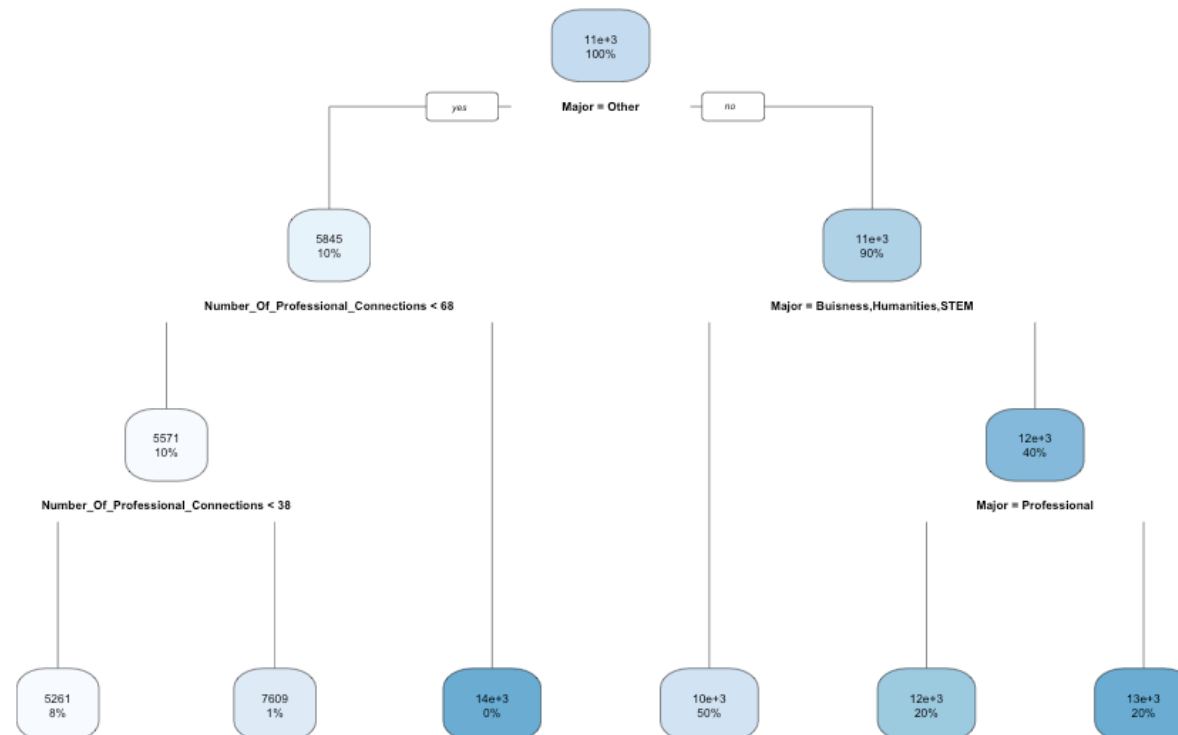 11e+3
100%
yes
Major = Other
no
5845
10%
11e+3
90%
Number_Of_Professional_Connections < 68
Major = Buisness,Humanities,STEM
5571
10%
12e+3
40%
Number_Of_Professional_Connections < 38
Major = Professional
5261
8%
7609
1%
14e+3
0%
10e+3
50%
12e+3
20%
13e+3
20%